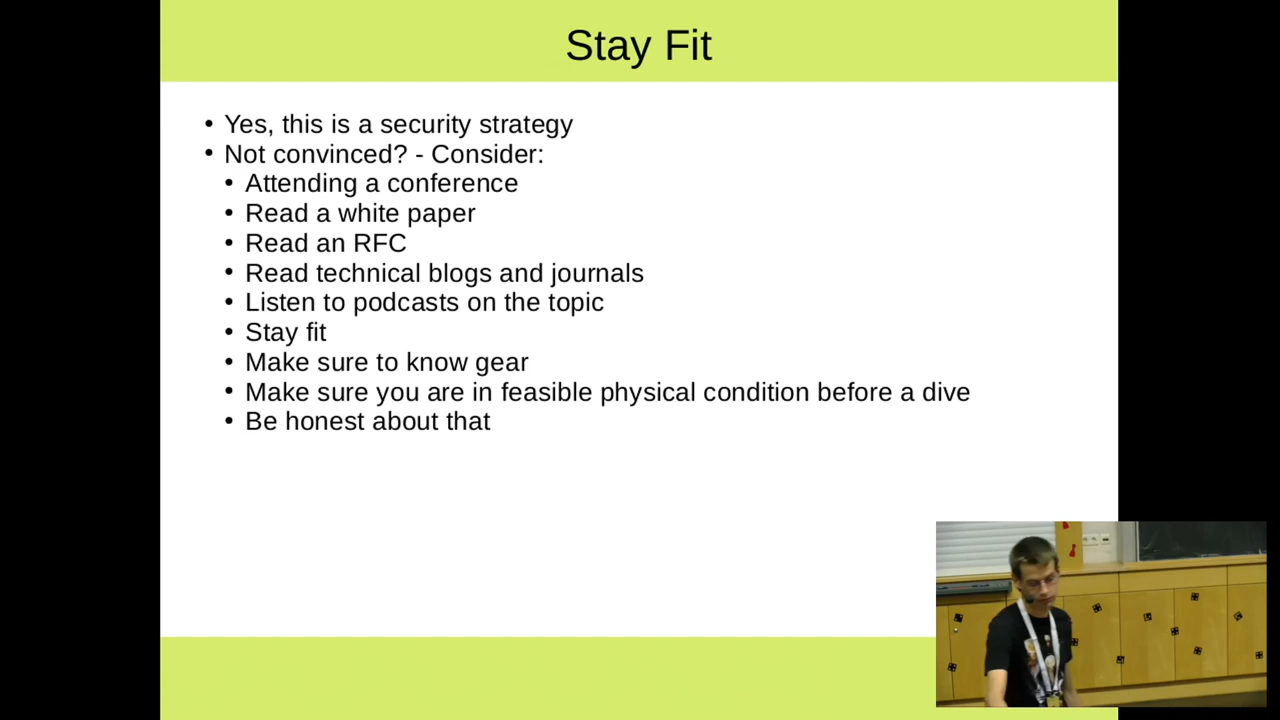 Stay Fit
• Yes, this is a security strategy
• Not convinced? - Consider:
• Attending a conference
• Read a white paper
• Read an RFC
• Read technical blogs and journals
• Listen to podcasts on the topic
• Stay fit
• Make sure to know gear
• Make sure you are in feasible physical condition before a dive
• Be honest about that